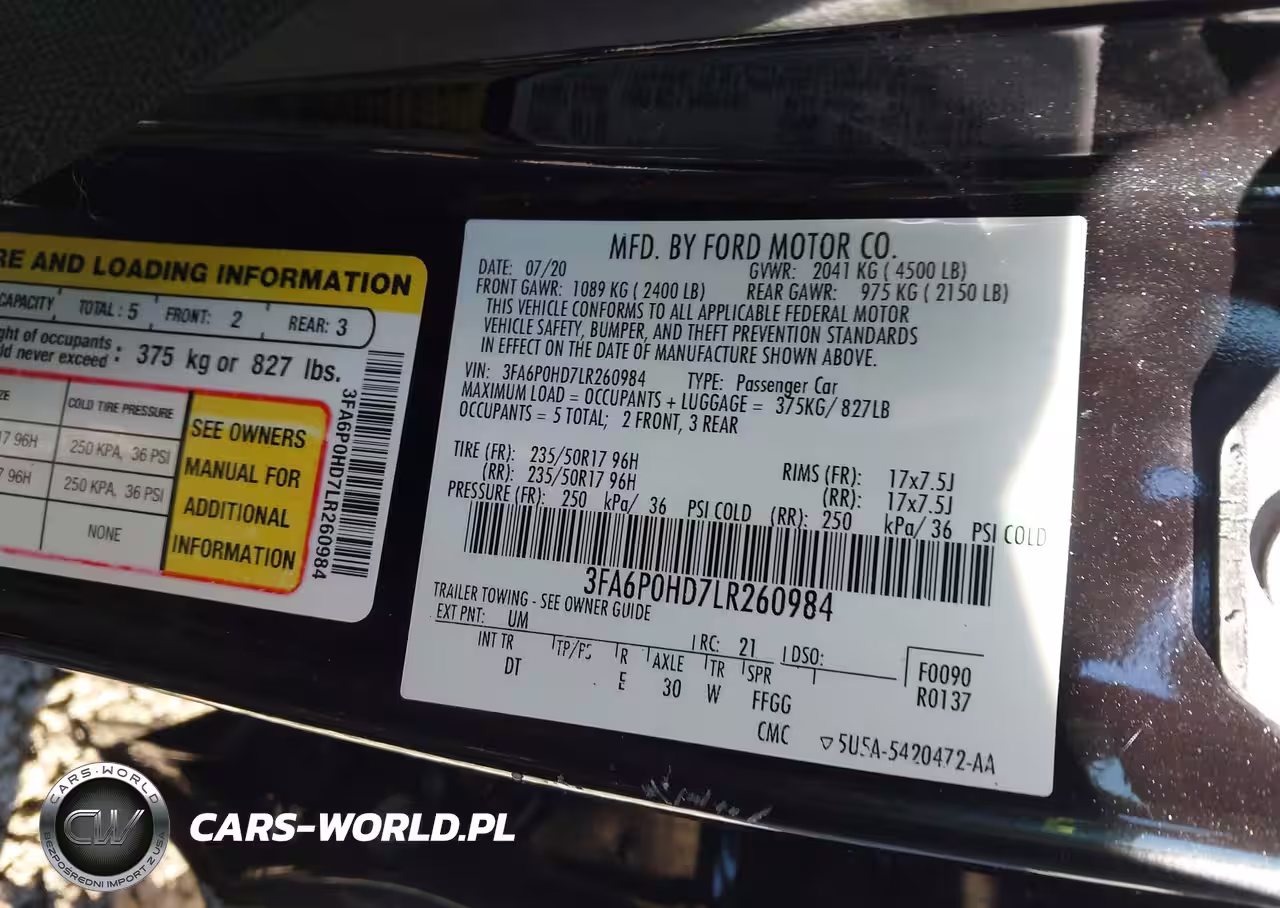 RE AND LOADING INFORMATION
CAPACITY TOTAL : 5 FRONT: 2 REAR: 3
ght of occupants
ld never exceed : 375 kg or 827 lbs.
ZE COLD TIRE PRESSURE
17 96H 250 KPA, 36 PSI
7 96H 250 KPA, 36 PSI
NONE
SEE OWNERS
MANUAL FOR
ADDITIONAL
INFORMATION
3FA6P0HD7LR260984
MFD. BY FORD MOTOR CO.
DATE: 07/20 GVWR: 2041 KG ( 4500 LB)
FRONT GAWR: 1089 KG ( 2400 LB) REAR GAWR: 975 KG ( 2150 LB)
THIS VEHICLE CONFORMS TO ALL APPLICABLE FEDERAL MOTOR
VEHICLE SAFETY, BUMPER, AND THEFT PREVENTION STANDARDS
IN EFFECT ON THE DATE OF MANUFACTURE SHOWN ABOVE.
VIN: 3FA6P0HD7LR260984 TYPE: Passenger Car
MAXIMUM LOAD = OCCUPANTS + LUGGAGE = 375KG/ 827LB
OCCUPANTS = 5 TOTAL; 2 FRONT, 3 REAR
TIRE (FR): 235/50R17 96H RIMS (FR): 17x7.5J
(RR): 235/50R17 96H (RR): 17x7.5J
PRESSURE (FR): 250 kPa/ 36 PSI COLD (RR): 250 kPa/ 36 PSI COLD
3FA6P0HD7LR260984
TRAILER TOWING - SEE OWNER GUIDE
EXT PNT: UM RC: 21 DSO:
INT TR TP/PS R AXLE TR SPR F0090
DT E 30 W FFGG R0137
CMC ▽5U5A-5420472-AA
CARS-WORLD
CW
BEZPOŚREDNI IMPORT Z USA
CARS-WORLD.PL